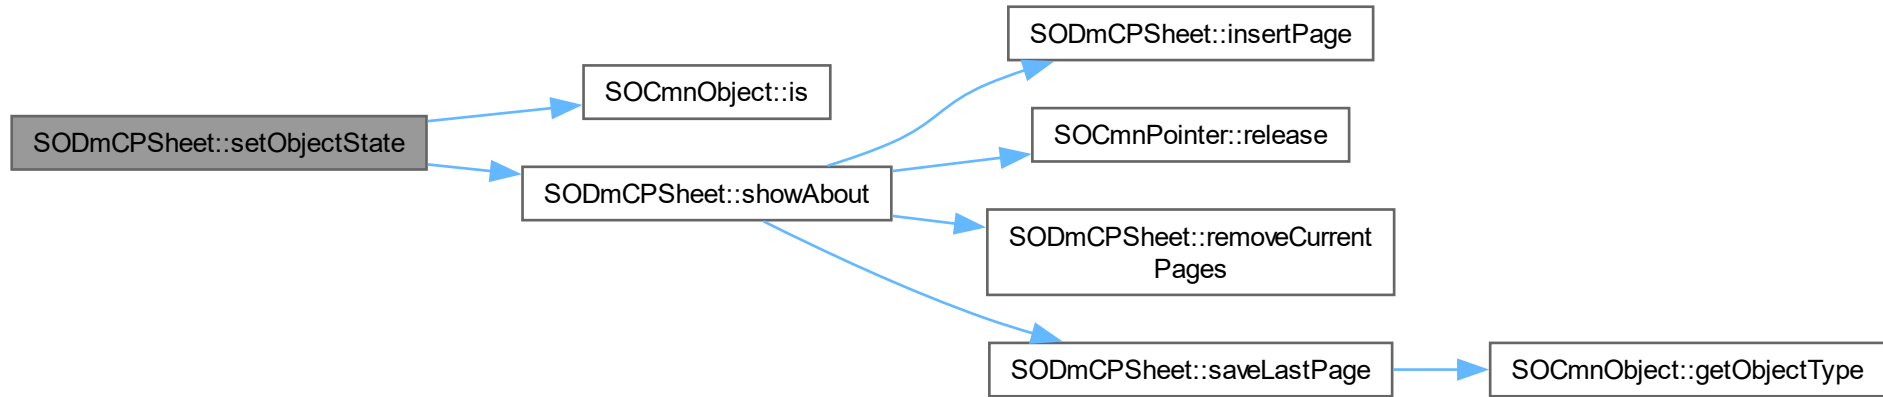 SODmCPSheet::setObjectState
SOCmnObject::is
SODmCPSheet::showAbout
SODmCPSheet::insertPage
SOCmnPointer::release
SODmCPSheet::removeCurrent
Pages
SODmCPSheet::saveLastPage
SOCmnObject::getObjectType